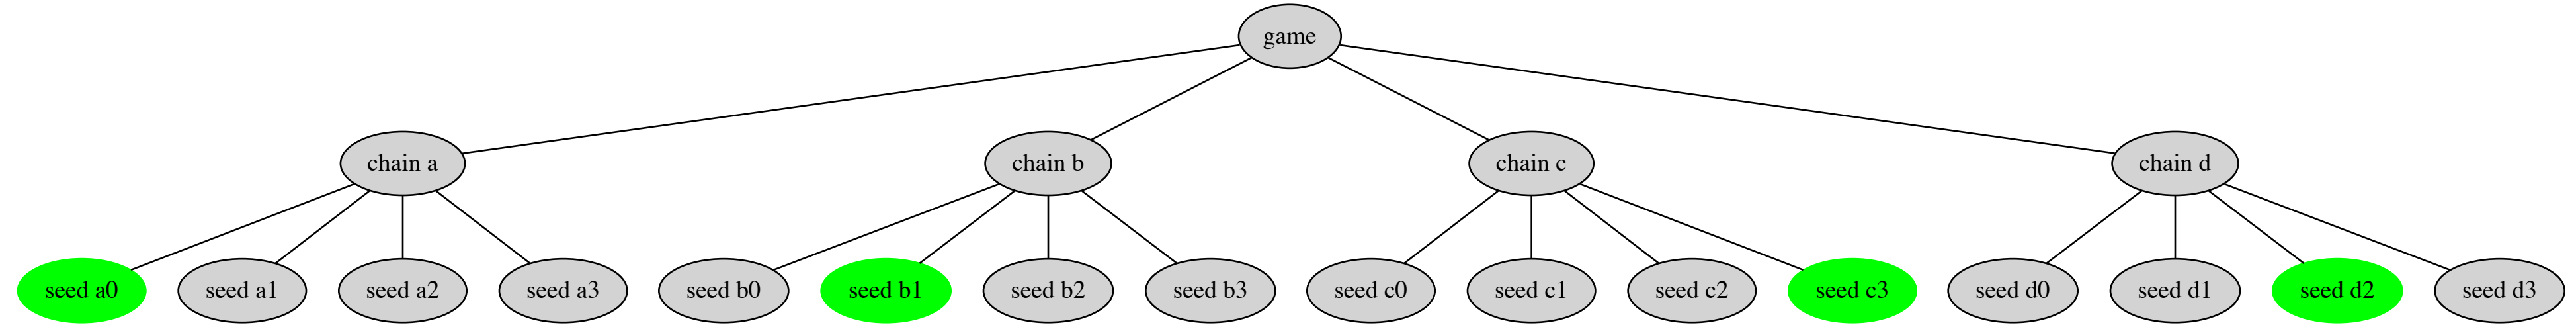 game
chain a
chain b
chain c
chain d
seed a0
seed a1
seed a2
seed a3
seed b0
seed b1
seed b2
seed b3
seed c0
seed c1
seed c2
seed c3
seed d0
seed d1
seed d2
seed d3